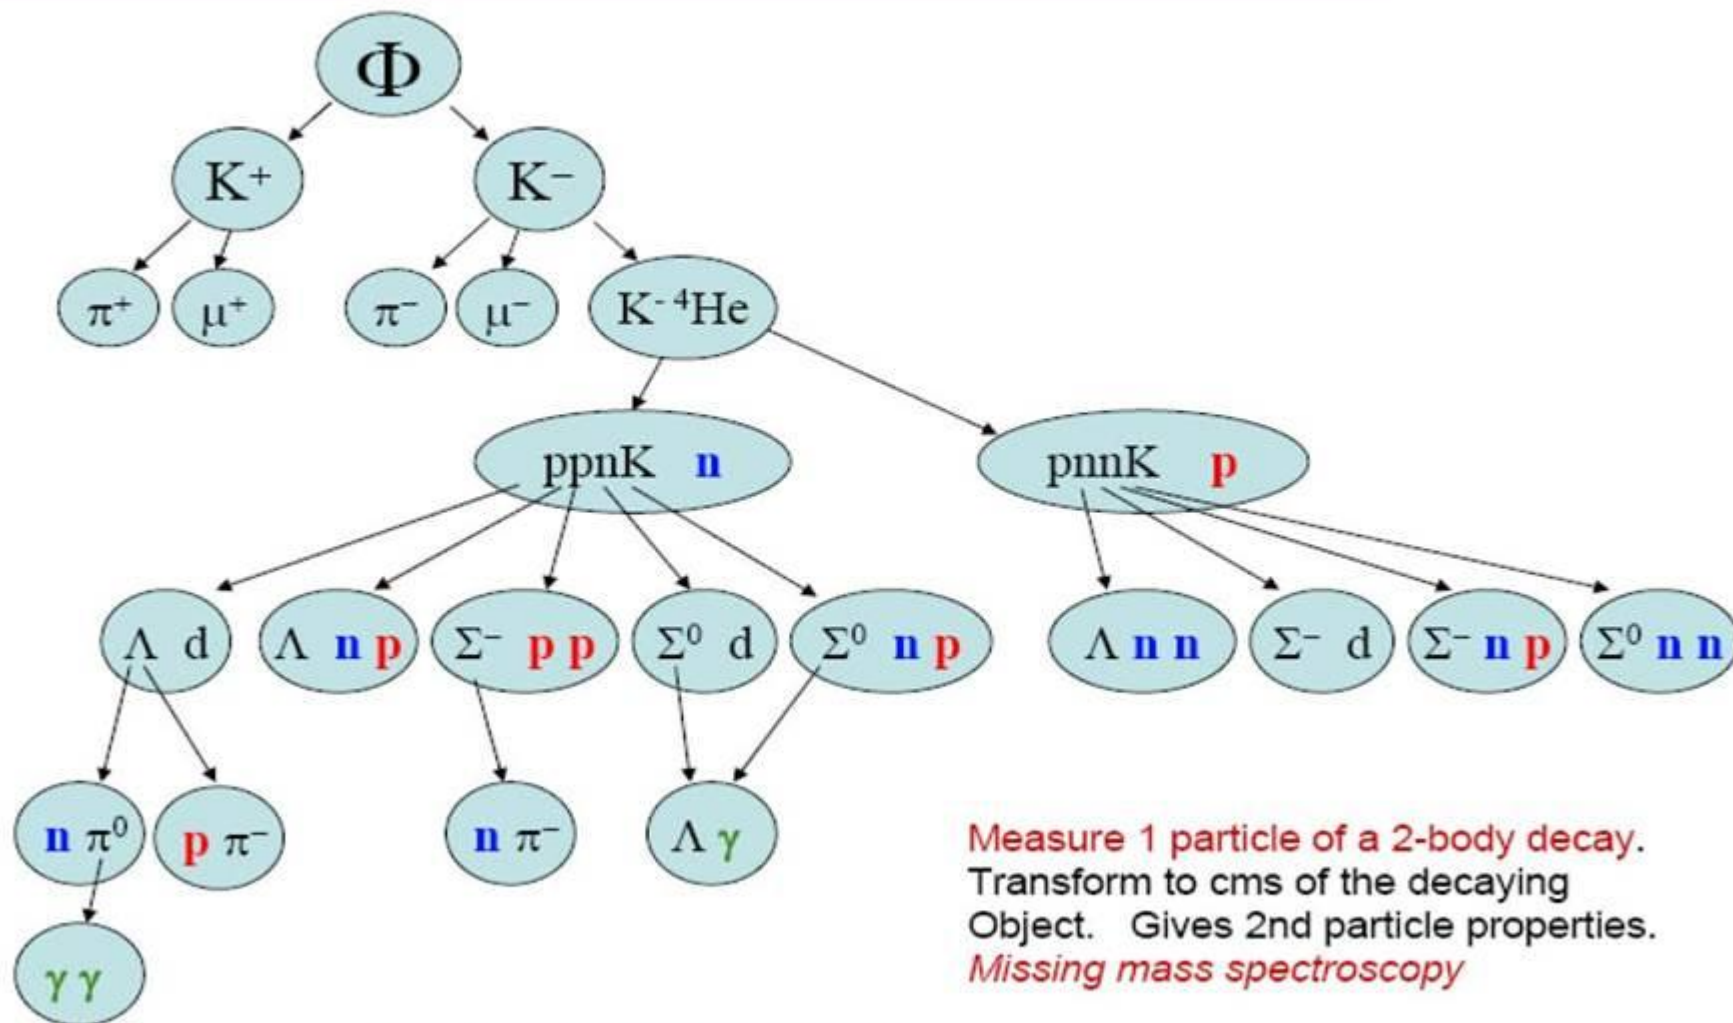 Φ
K⁺ K⁻
π⁺ μ⁺ π⁻ μ⁻ K⁻ ⁴He
ppnK n pnnK p
Λ d Λ n p Σ⁻ p p Σ⁰ d Σ⁰ n p Λ n n Σ⁻ d Σ⁻ n p Σ⁰ n n
n π⁰ p π⁻ n π⁻ Λ γ
γ γ
Measure 1 particle of a 2-body decay.
Transform to cms of the decaying
Object. Gives 2nd particle properties.
Missing mass spectroscopy